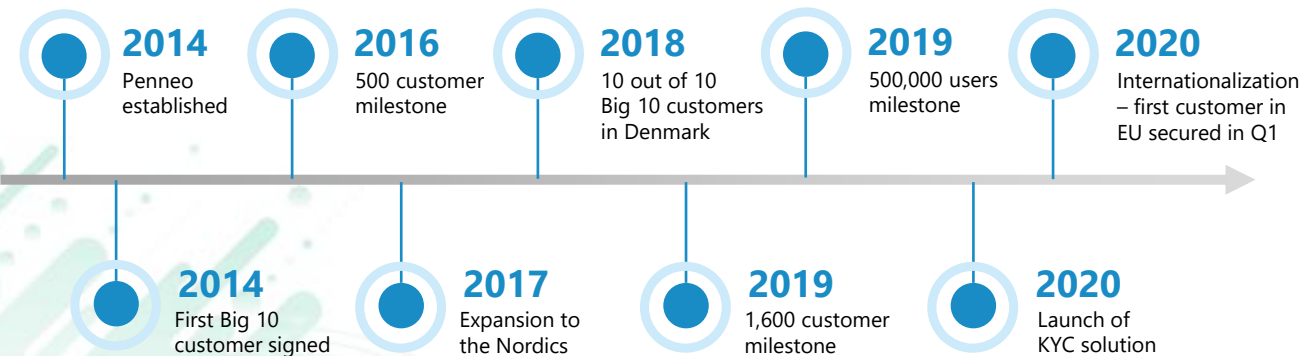 2014
Penneo
established
2016
500 customer
milestone
2018
10 out of 10
Big 10 customers
in Denmark
2019
500,000 users
milestone
2020
Internationalization
– first customer in
EU secured in Q1
2014
First Big 10
customer signed
2017
Expansion to
the Nordics
2019
1,600 customer
milestone
2020
Launch of
KYC solution